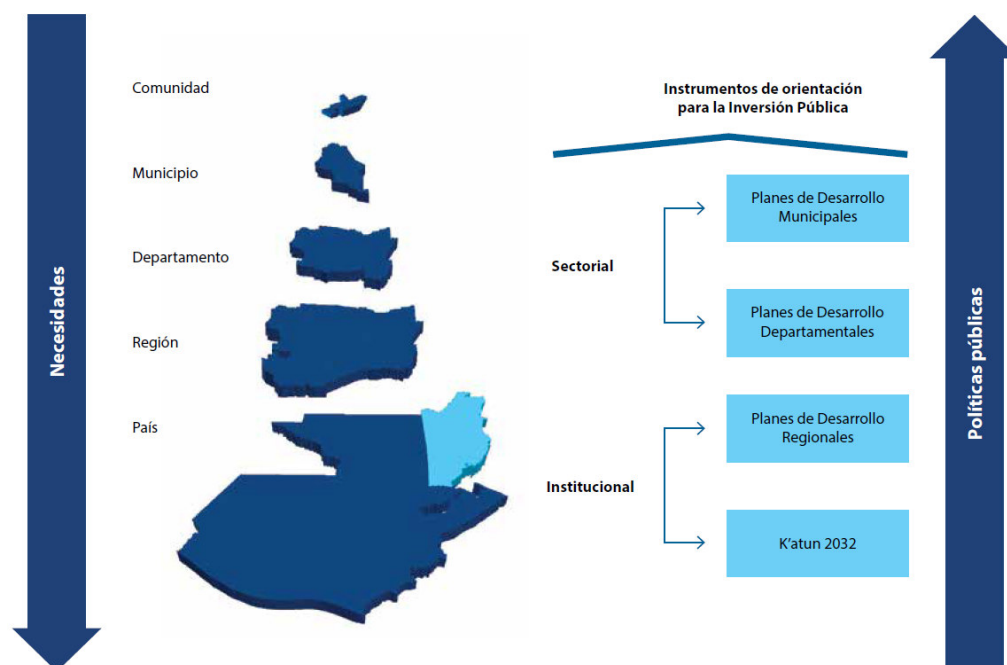 Necesidades
Comunidad
Municipio
Departamento
Región
País
Instrumentos de orientación
para la Inversión Pública
Sectorial
Planes de Desarrollo
Municipales
Planes de Desarrollo
Departamentales
Institucional
Planes de Desarrollo
Regionales
K’atun 2032
Políticas públicas